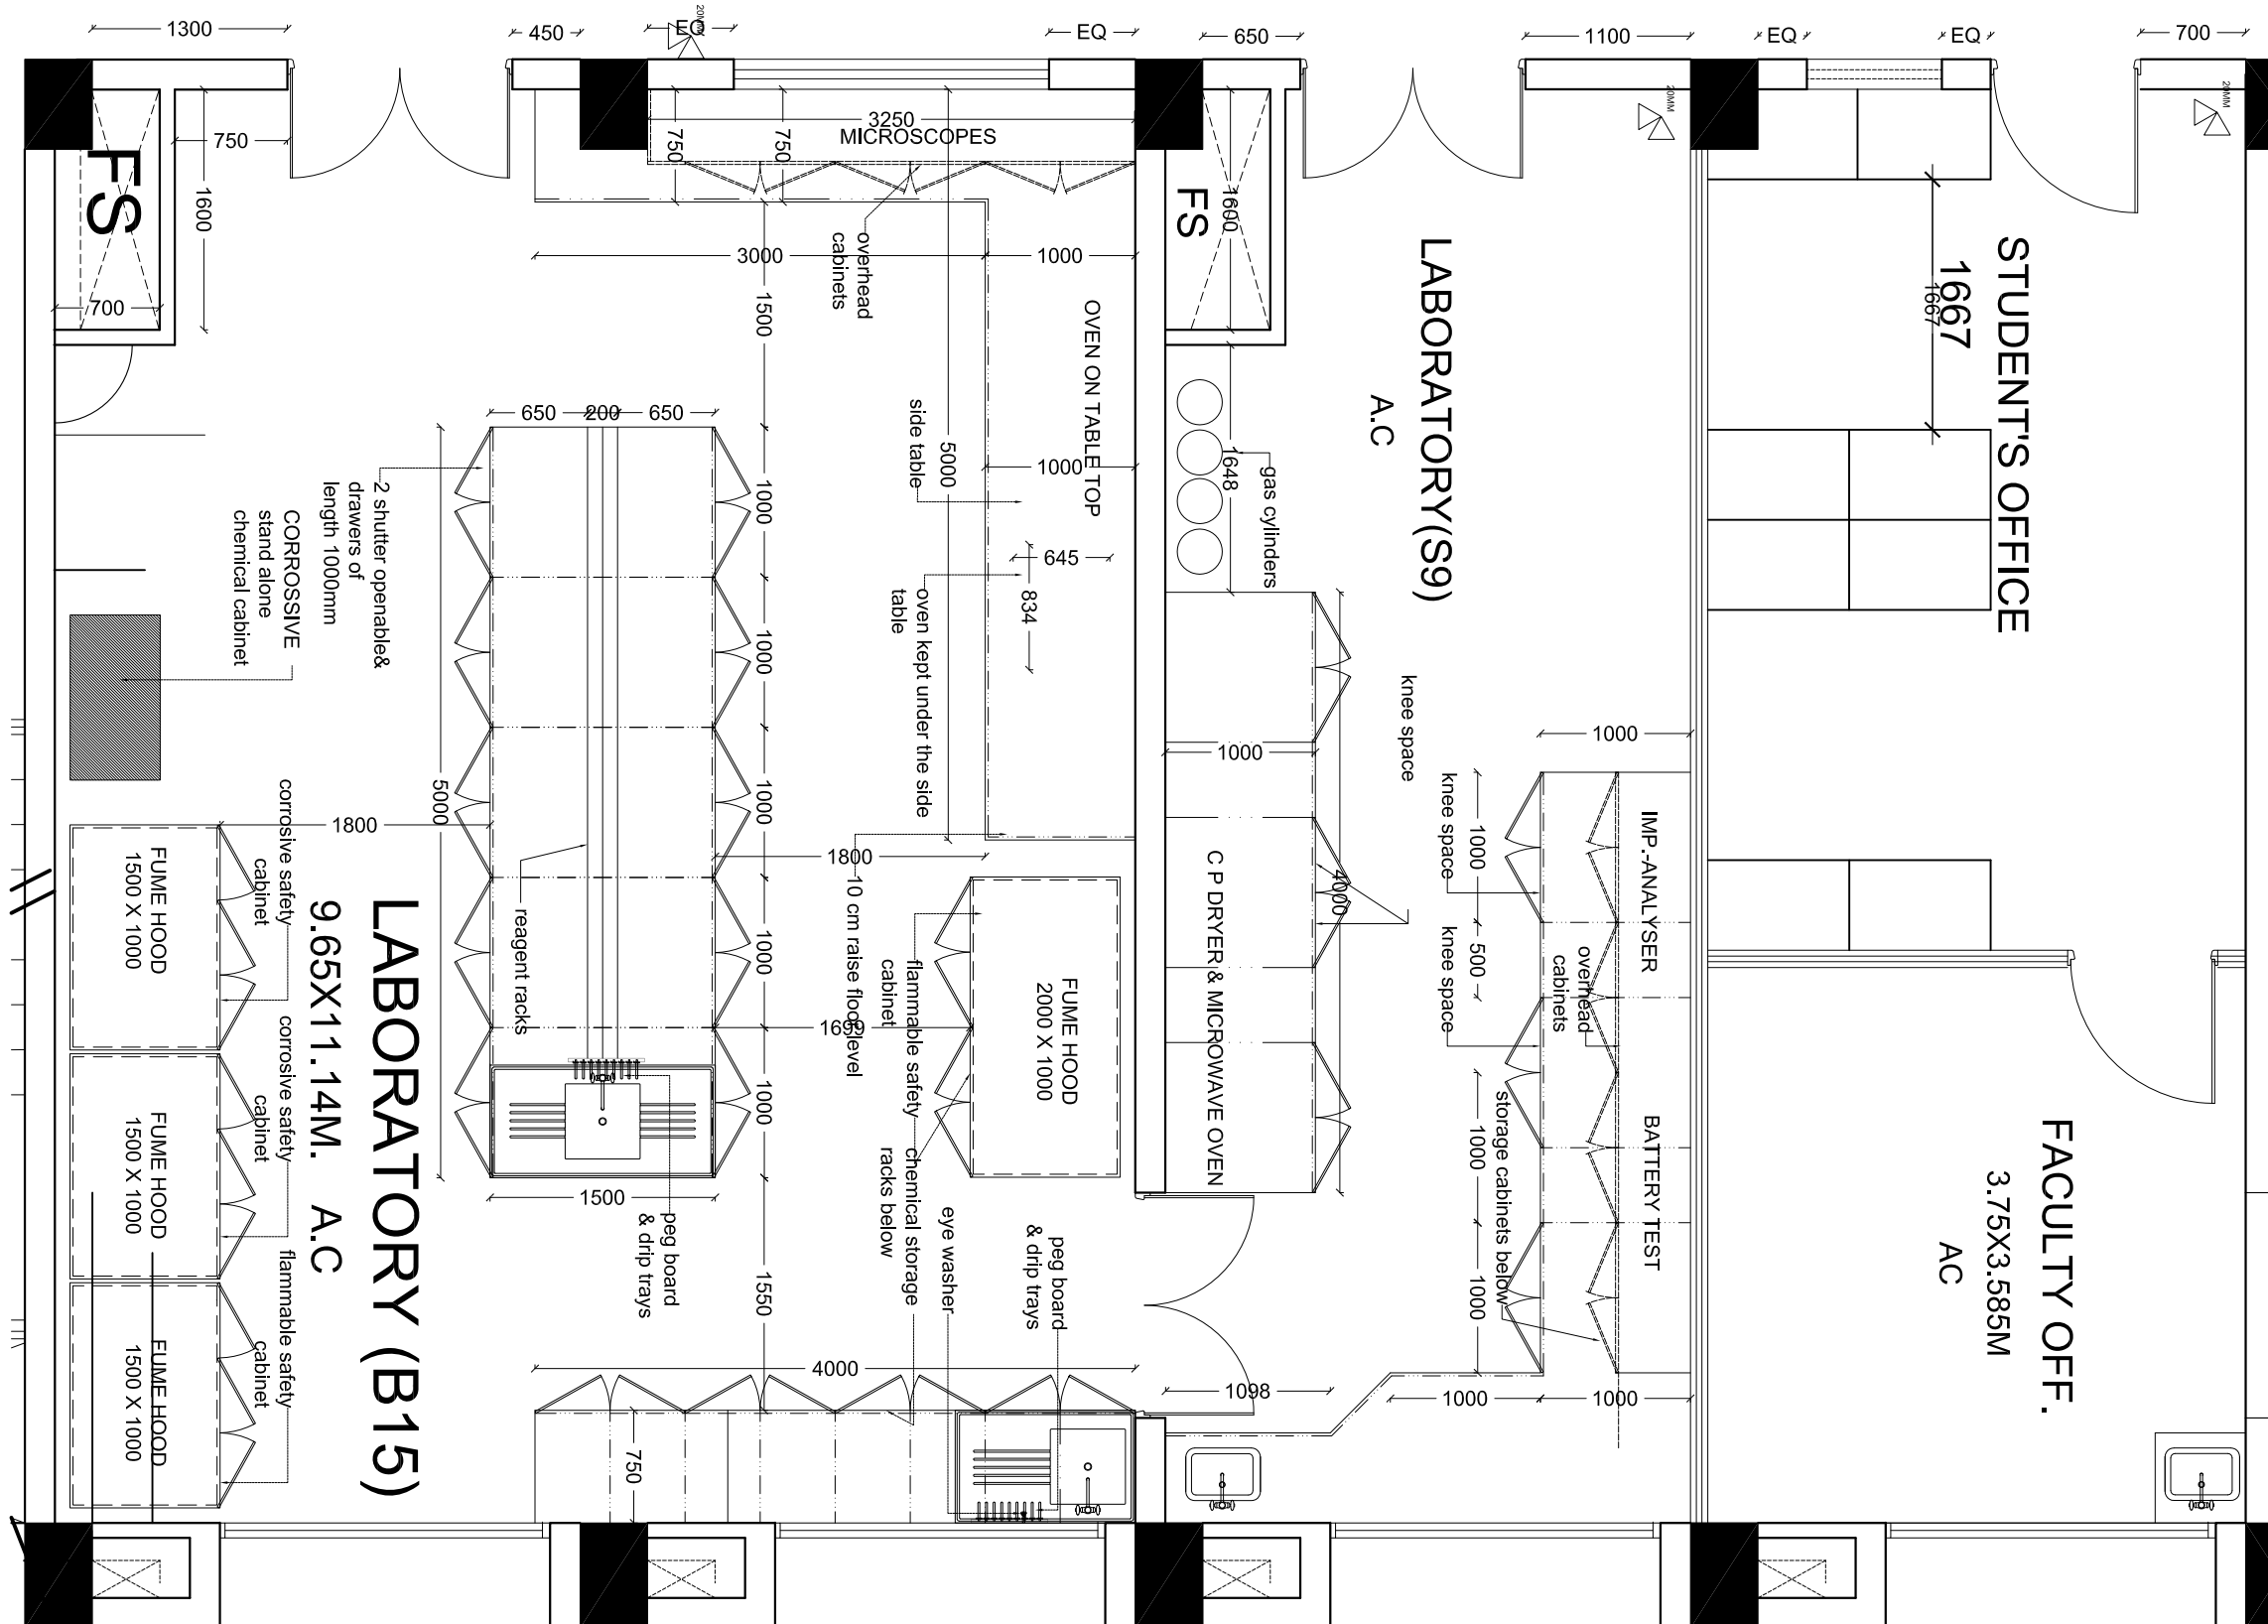 1300
450
EQ
20MM
EQ
650
1100
EQ
EQ
700
20MM
20MM
750
1600
FS
700
3250
MICROSCOPES
750
750
overhead
cabinets
3000
1000
1500
5000
OVEN ON TABLE TOP
1000
side table
645
834
oven kept under the side
table
FS
1600
1648
gas cylinders
LABORATORY(S9)
A.C
STUDENT'S OFFICE
1667
1667
650
200
650
2 shutter openable&
drawers of
length 1000mm
CORROSSIVE
stand alone
chemical cabinet
5000
1000
1000
1000
1000
1000
1800
1800
10 cm raise floor level
reagent racks
1699
flammable safety
cabinet
FUME HOOD
2000 X 1000
chemical storage
racks below
eye washer
peg board
& drip trays
peg board
& drip trays
1500
1550
4000
750
corrosive safety
cabinet
FUME HOOD
1500 X 1000
corrosive safety
cabinet
FUME HOOD
1500 X 1000
flammable safety
cabinet
FUME HOOD
1500 X 1000
LABORATORY (B15)
9.65X11.14M. A.C
1000
4000
knee space
C P DRYER & MICROWAVE OVEN
1000
knee space
1000
knee space
500
1000
1000
IMP.-ANALYSER
overhead
cabinets
BATTERY TEST
storage cabinets below
1098
1000
1000
FACULTY OFF.
3.75X3.585M
AC